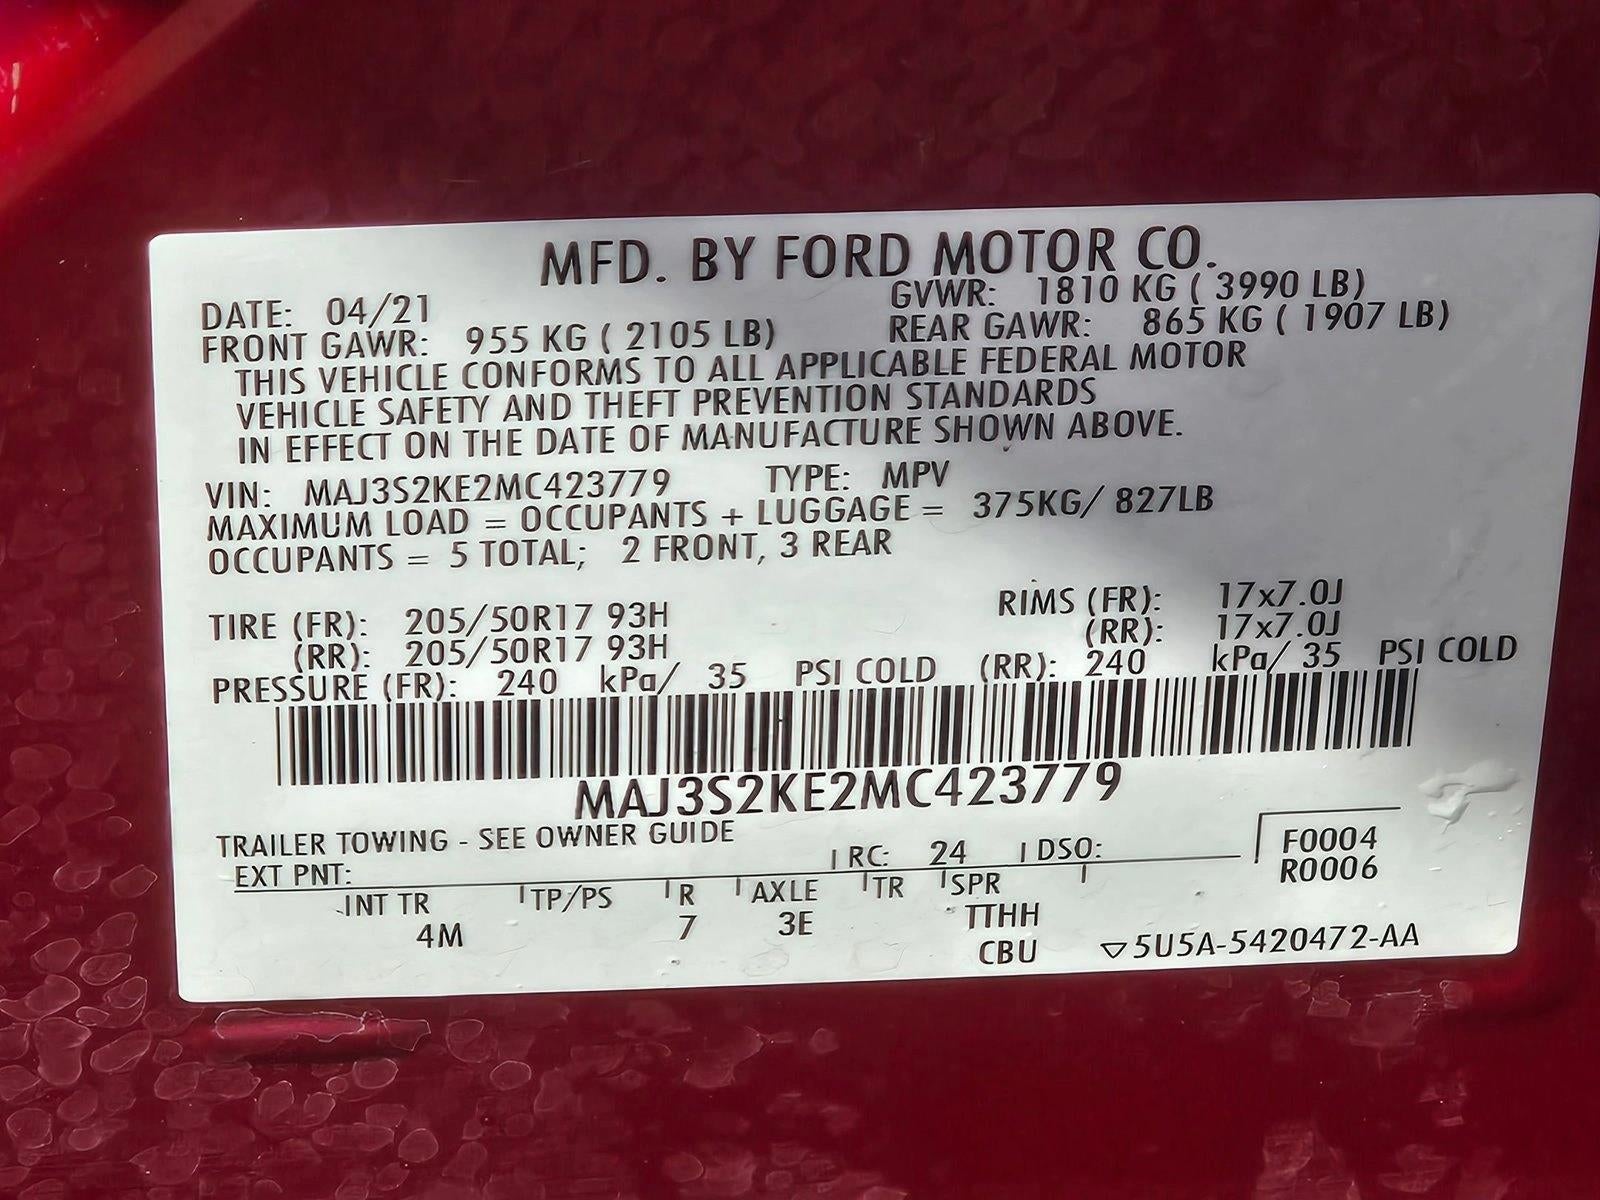 MFD. BY FORD MOTOR CO.
DATE: 04/21 GVWR: 1810 KG ( 3990 LB)
FRONT GAWR: 955 KG ( 2105 LB) REAR GAWR: 865 KG ( 1907 LB)
THIS VEHICLE CONFORMS TO ALL APPLICABLE FEDERAL MOTOR
VEHICLE SAFETY AND THEFT PREVENTION STANDARDS
IN EFFECT ON THE DATE OF MANUFACTURE SHOWN ABOVE.
VIN: MAJ3S2KE2MC423779 TYPE: MPV
MAXIMUM LOAD = OCCUPANTS + LUGGAGE = 375KG/ 827LB
OCCUPANTS = 5 TOTAL; 2 FRONT, 3 REAR
TIRE (FR): 205/50R17 93H RIMS (FR): 17x7.0J
(RR): 205/50R17 93H (RR): 17x7.0J
PRESSURE (FR): 240 kPa/ 35 PSI COLD (RR): 240 kPa/ 35 PSI COLD
MAJ3S2KE2MC423779
TRAILER TOWING - SEE OWNER GUIDE
EXT PNT: RC: 24 DSO: F0004
R0006
INT TR TP/PS R AXLE TR SPR
4M 7 3E TTHH
CBU ▽5U5A-5420472-AA